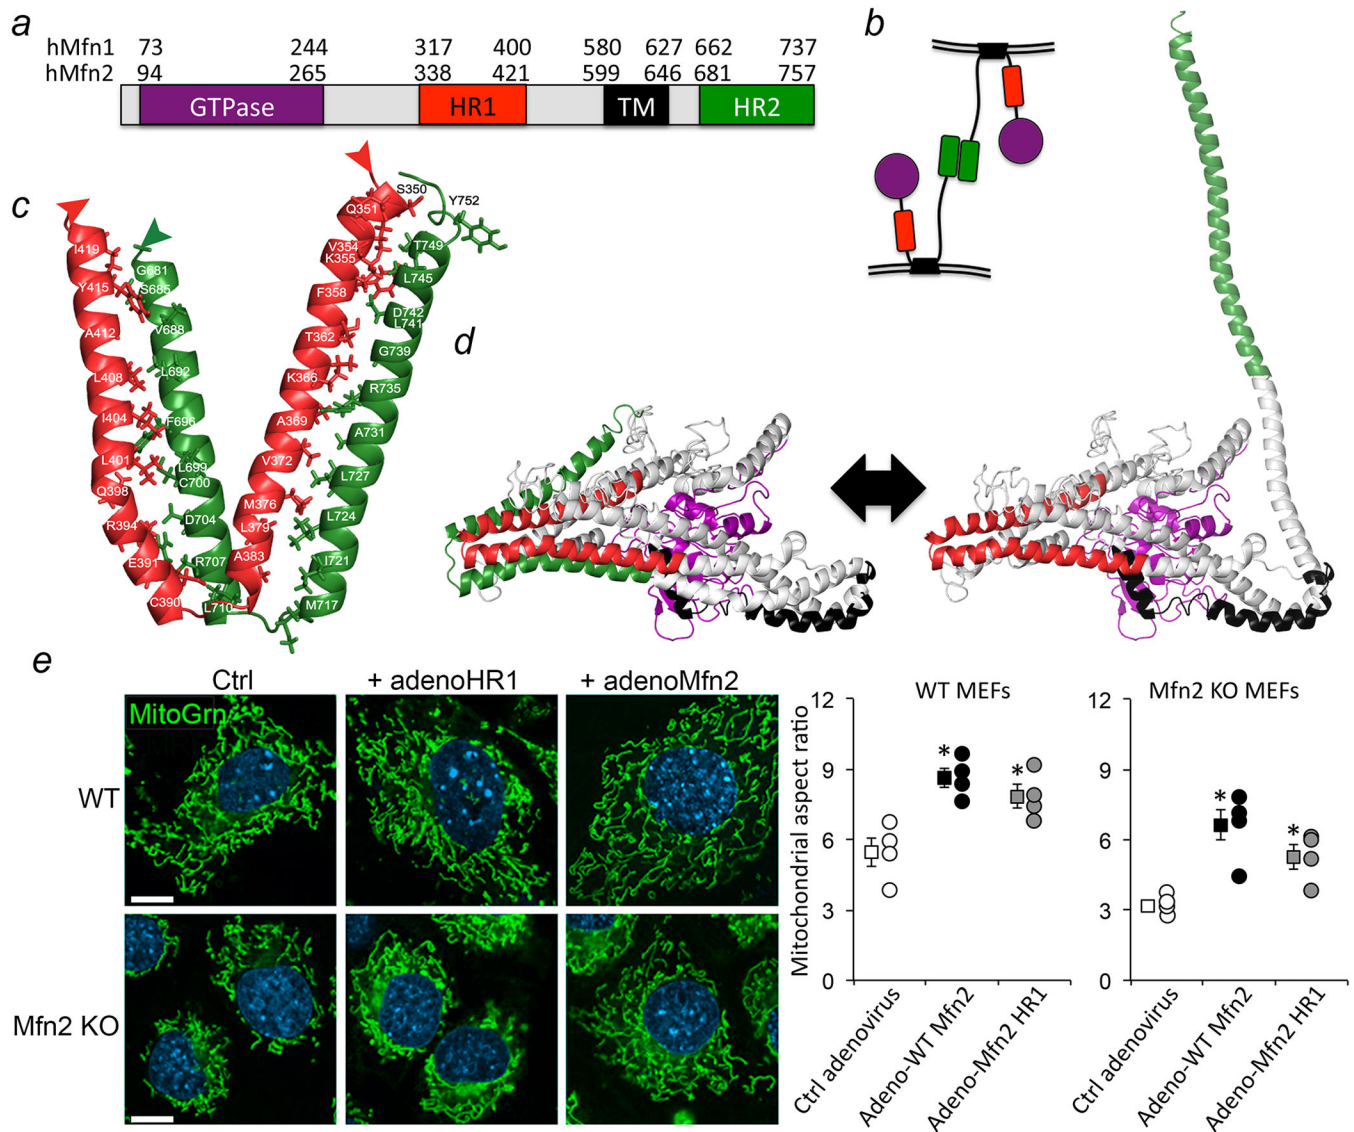 a
hMfn1 73 244 317 400 580 627 662 737
hMfn2 94 265 338 421 599 646 681 757
GTPase HR1 TM HR2
b
c
I419
Y415
A412
L408
I404
L401
Q398
R394
E391
C390
G681
S685
V688
L692
F696
L699
C700
D704
R707
L710
S350
Q351
V354
K355
F358
T362
K366
A369
V372
M376
L379
A383
Y752
T749
L745
D742
L741
G739
R735
A731
L727
L724
I721
M717
d
e
Ctrl + adenoHR1 + adenoMfn2
MitoGrn
WT
Mfn2 KO
Mitochondrial aspect ratio
WT MEFs
12
9
6
3
0
* *
Ctrl adenovirus
Adeno-WT Mfn2
Adeno-Mfn2 HR1
Mfn2 KO MEFs
12
9
6
3
0
* *
Ctrl adenovirus
Adeno-WT Mfn2
Adeno-Mfn2 HR1